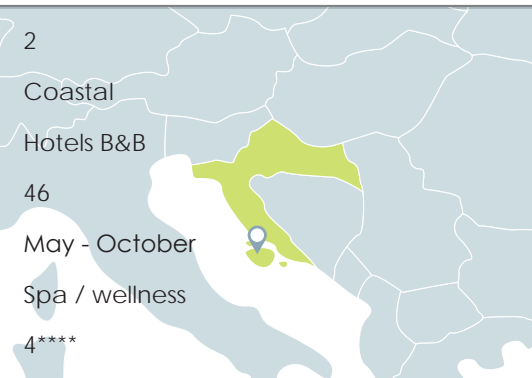 2
Coastal
Hotels B&B
46
May - October
Spa / wellness
4****